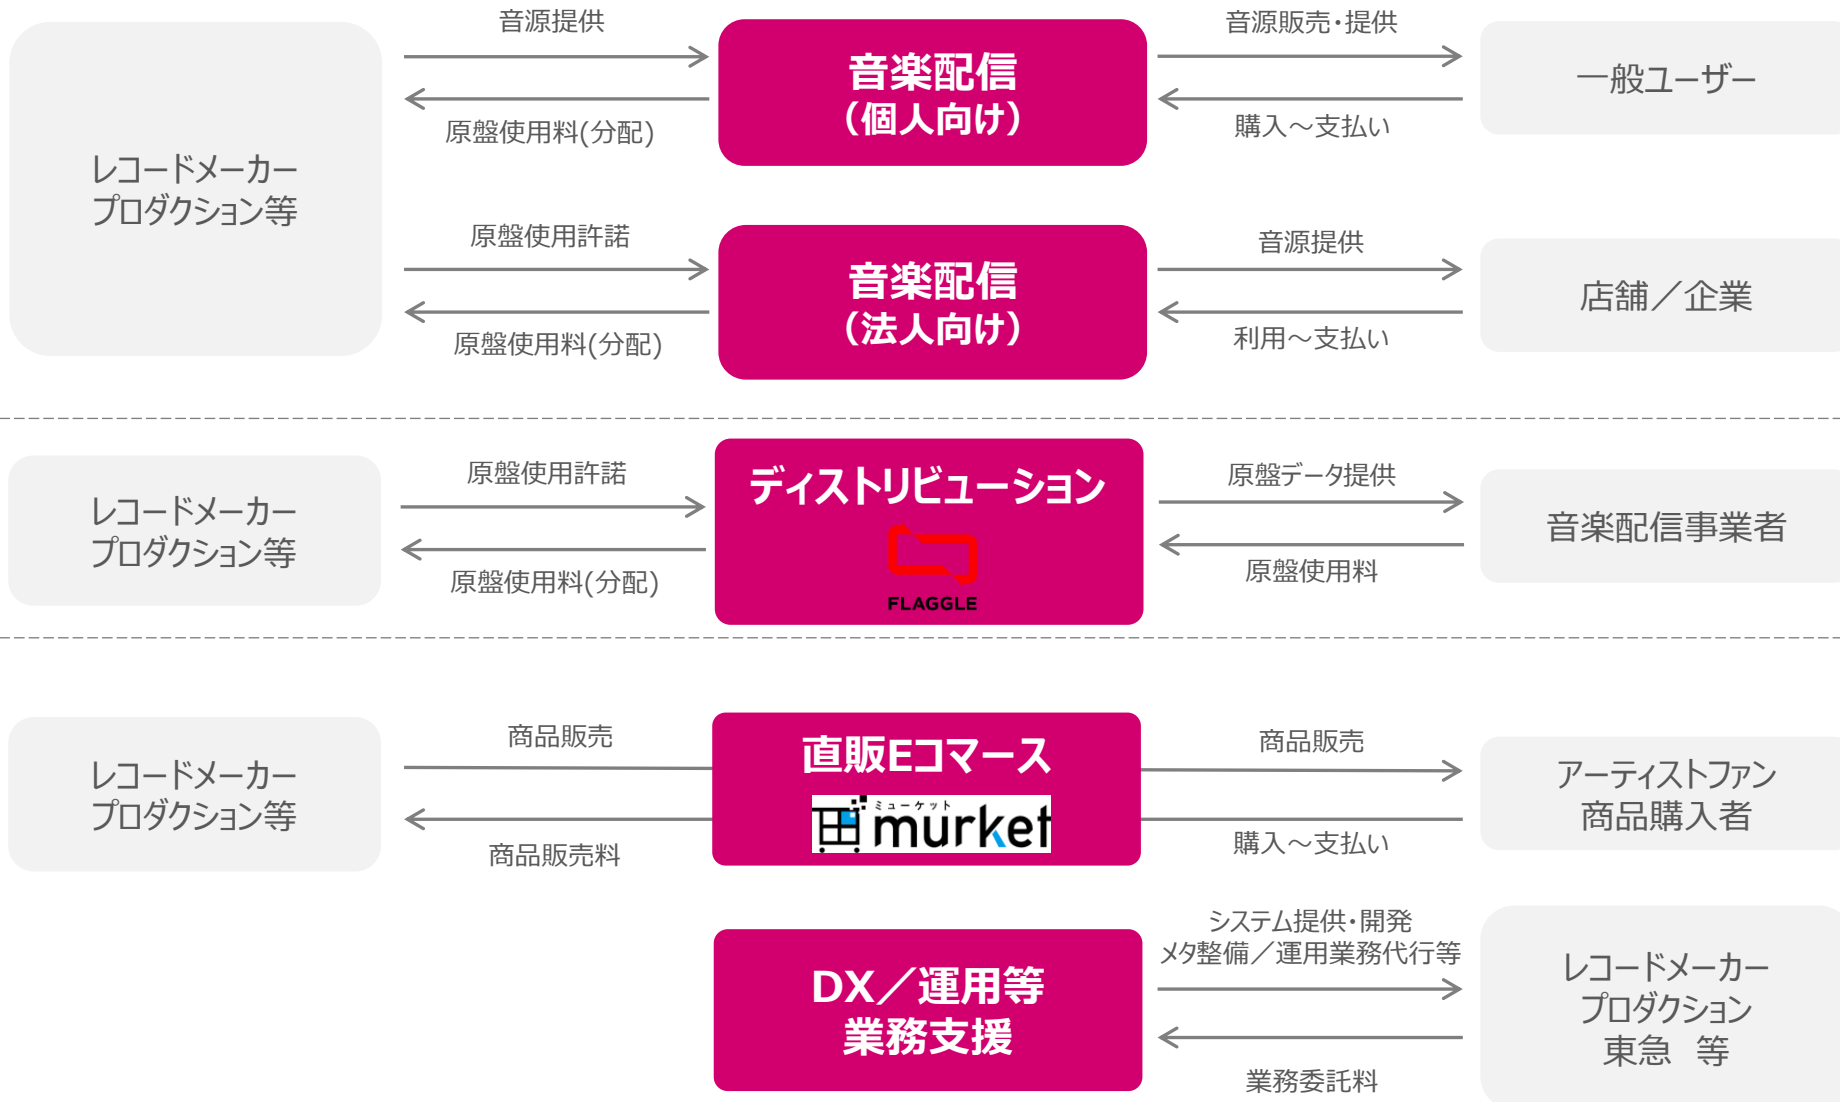 音源提供
原盤使用料(分配)
レコードメーカー
プロダクション等
原盤使用許諾
原盤使用料(分配)
音楽配信
（個人向け）
音楽配信
（法人向け）
音源販売・提供
購入～支払い
一般ユーザー
音源提供
利用～支払い
店舗／企業
レコードメーカー
プロダクション等
原盤使用許諾
原盤使用料(分配)
ディストリビューション
FLAGGLE
原盤データ提供
原盤使用料
音楽配信事業者
レコードメーカー
プロダクション等
商品販売
商品販売料
直販Eコマース
ミューケット
murket
商品販売
購入～支払い
アーティストファン
商品購入者
DX／運用等
業務支援
システム提供・開発
メタ整備／運用業務代行等
業務委託料
レコードメーカー
プロダクション
東急　等